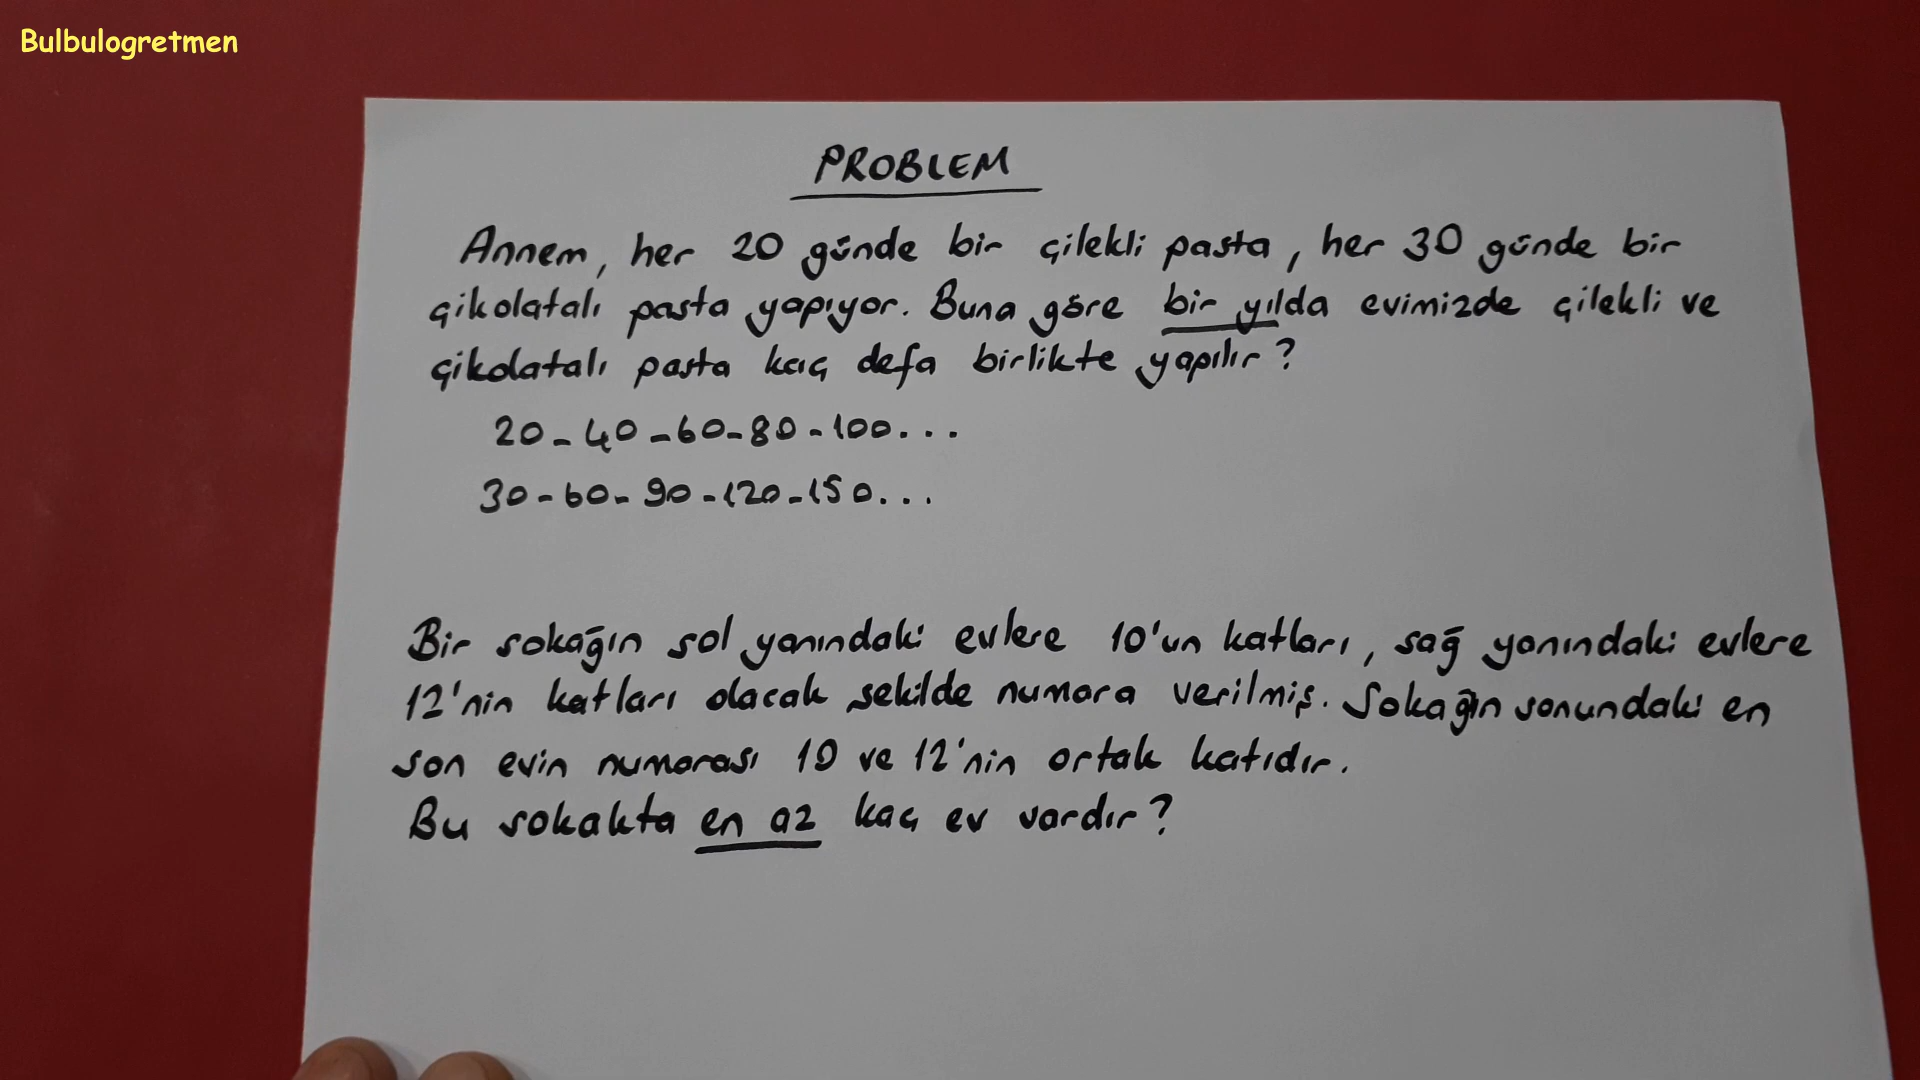 Bulbulogretmen
PROBLEM
Annem, her 20 günde bir çilekli pasta, her 30 günde bir
çikolatalı pasta yapıyor. Buna göre bir yılda evimizde çilekli ve
çikolatalı pasta kaç defa birlikte yapılır?
20-40-60-80-100...
30-60-90-120-150...
Bir sokağın sol yanındaki evlere 10'un katları, sağ yanındaki evlere
12'nin katları olacak şekilde numara verilmiş. Sokağın sonundaki en
son evin numarası 10 ve 12'nin ortak katıdır.
Bu sokakta en az kaç ev vardır?